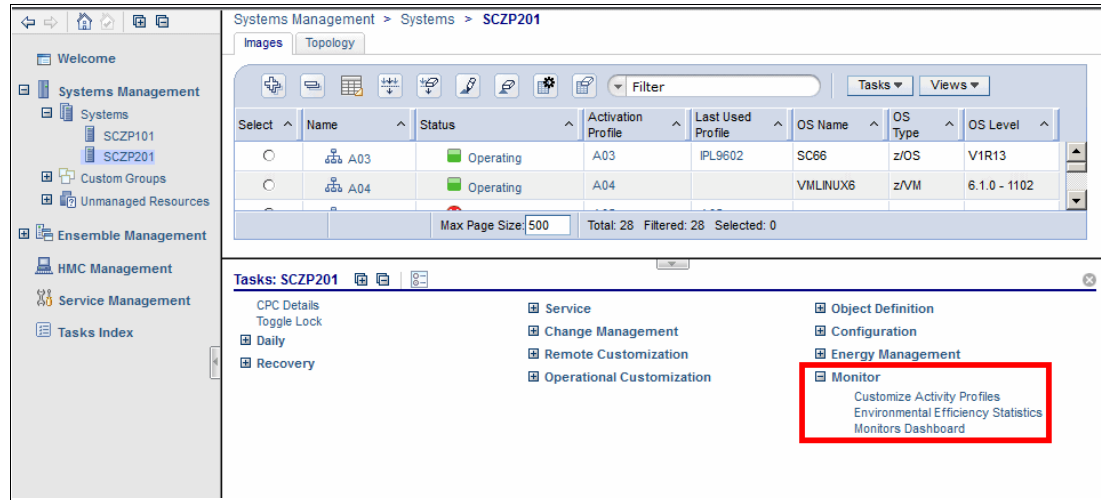 Welcome
Systems Management
Systems
SCZP101
SCZP201
Custom Groups
Unmanaged Resources
Ensemble Management
HMC Management
Service Management
Tasks Index
Systems Management > Systems > SCZP201
Images Topology
Filter Tasks Views
Select Name Status Activation Profile Last Used Profile OS Name OS Type OS Level
A03 Operating A03 IPL9602 SC66 z/OS V1R13
A04 Operating A04 VMLINUX6 z/VM 6.1.0 - 1102
Max Page Size: 500 Total: 28 Filtered: 28 Selected: 0
Tasks: SCZP201
CPC Details
Toggle Lock
Daily
Recovery
Service
Change Management
Remote Customization
Operational Customization
Object Definition
Configuration
Energy Management
Monitor
Customize Activity Profiles
Environmental Efficiency Statistics
Monitors Dashboard